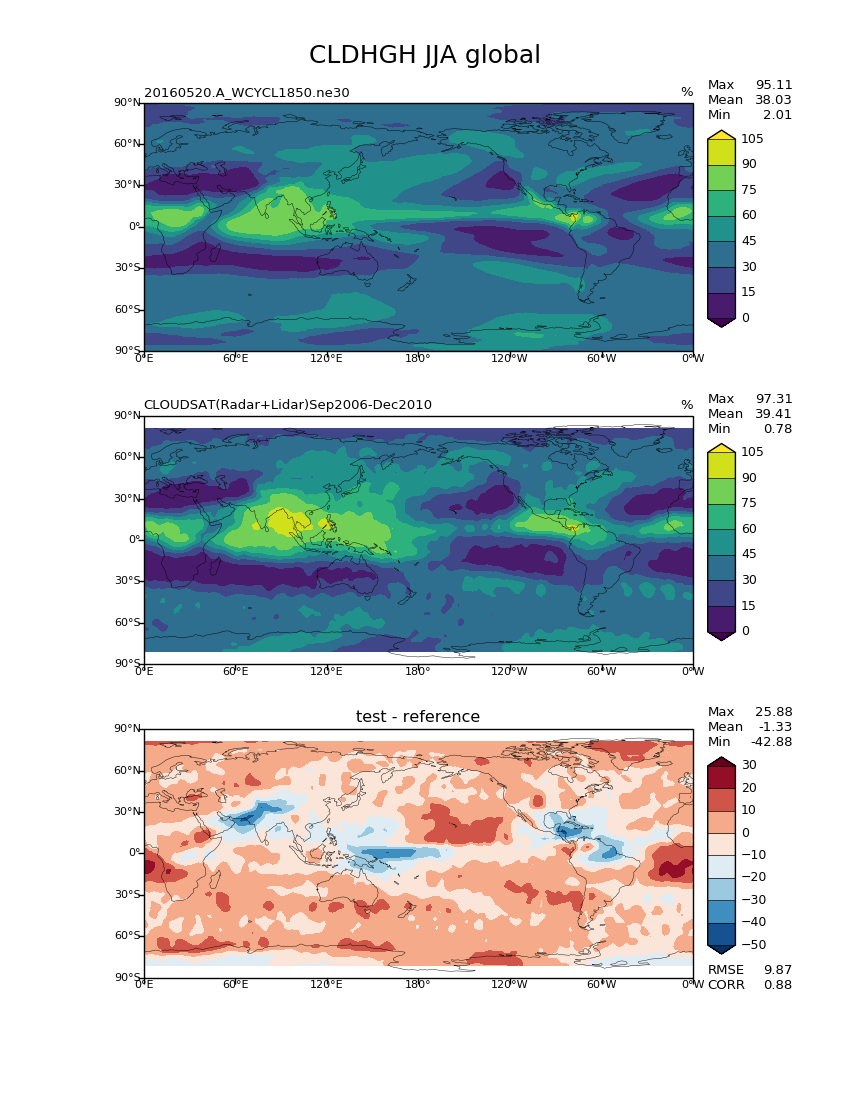 CLDHGH JJA global
20160520.A_WCYCL1850.ne30 %
Max 95.11
Mean 38.03
Min 2.01
90°N
60°N
30°N
0°
30°S
60°S
90°S
0°E 60°E 120°E 180° 120°W 60°W 0°W
105
90
75
60
45
30
15
0
CLOUDSAT(Radar+Lidar)Sep2006-Dec2010 %
Max 97.31
Mean 39.41
Min 0.78
90°N
60°N
30°N
0°
30°S
60°S
90°S
0°E 60°E 120°E 180° 120°W 60°W 0°W
105
90
75
60
45
30
15
0
test - reference
Max 25.88
Mean -1.33
Min -42.88
90°N
60°N
30°N
0°
30°S
60°S
90°S
0°E 60°E 120°E 180° 120°W 60°W 0°W
30
20
10
0
−10
−20
−30
−40
−50
RMSE 9.87
CORR 0.88